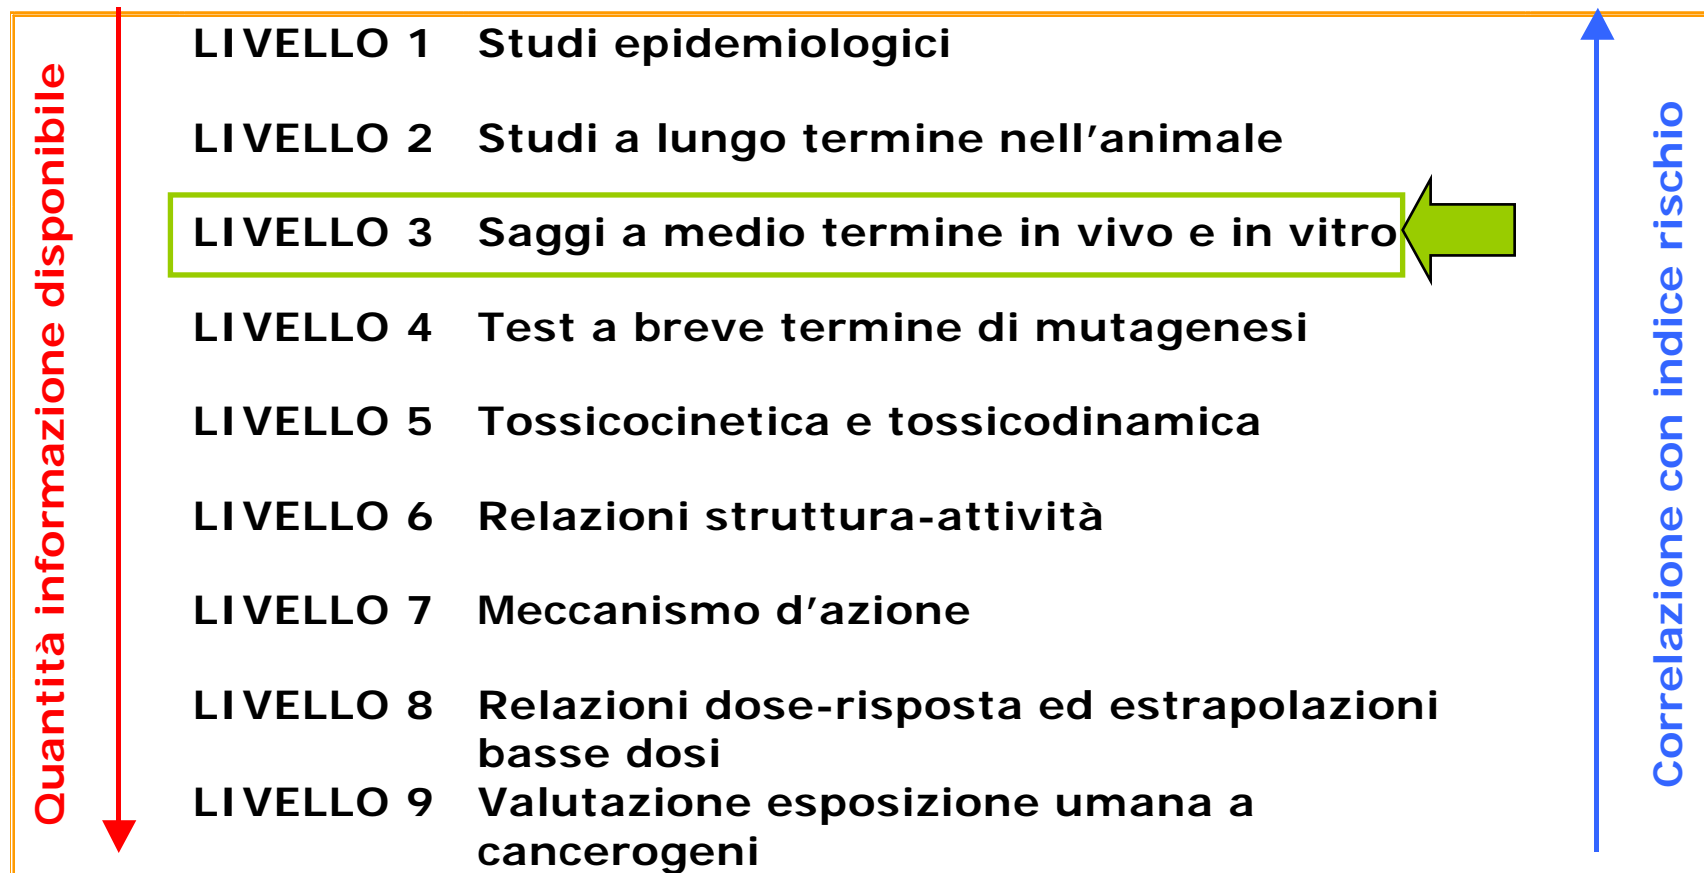 Quantità informazione disponibile
LIVELLO 1 Studi epidemiologici
LIVELLO 2 Studi a lungo termine nell’animale
LIVELLO 3 Saggi a medio termine in vivo e in vitro
LIVELLO 4 Test a breve termine di mutagenesi
LIVELLO 5 Tossicocinetica e tossicodinamica
LIVELLO 6 Relazioni struttura-attività
LIVELLO 7 Meccanismo d’azione
LIVELLO 8 Relazioni dose-risposta ed estrapolazioni
basse dosi
LIVELLO 9 Valutazione esposizione umana a
cancerogeni
Correlazione con indice rischio